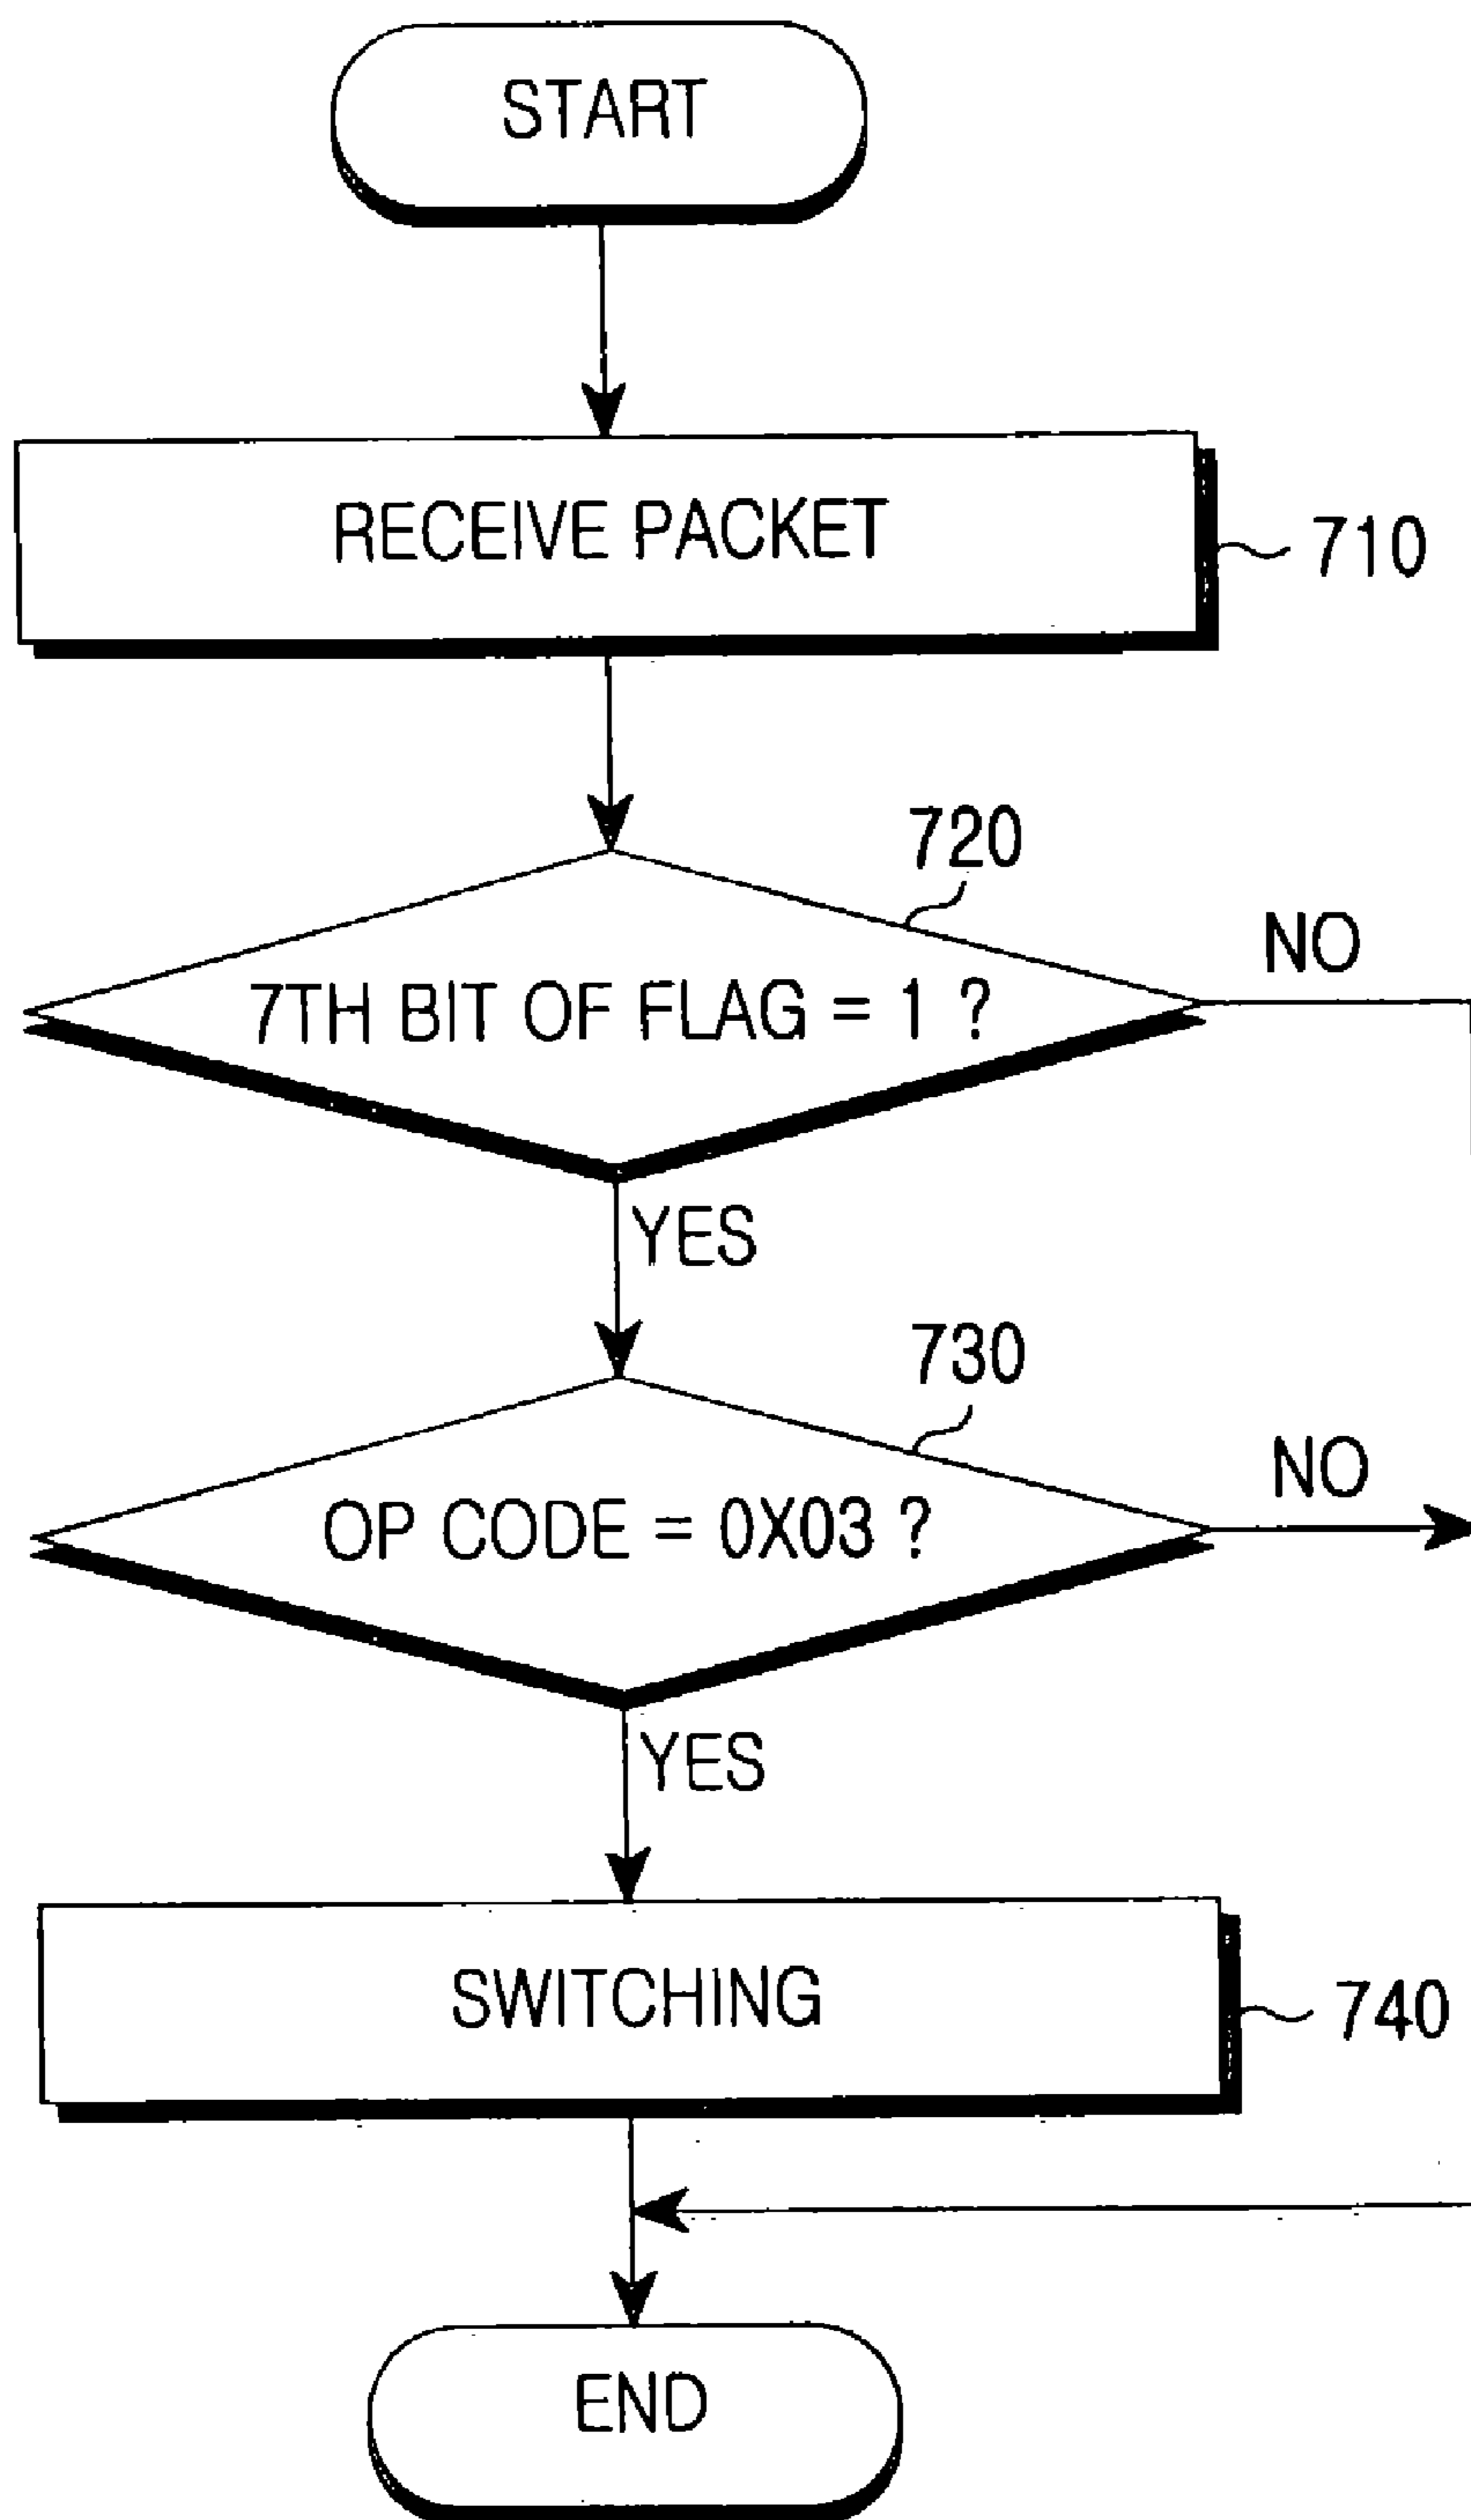 START
RECEIVE PACKET
710
720
NO
7TH BIT OF FLAG = 1 ?
YES
730
NO
OP CODE = 0X03 ?
YES
SWITCHING
740
END